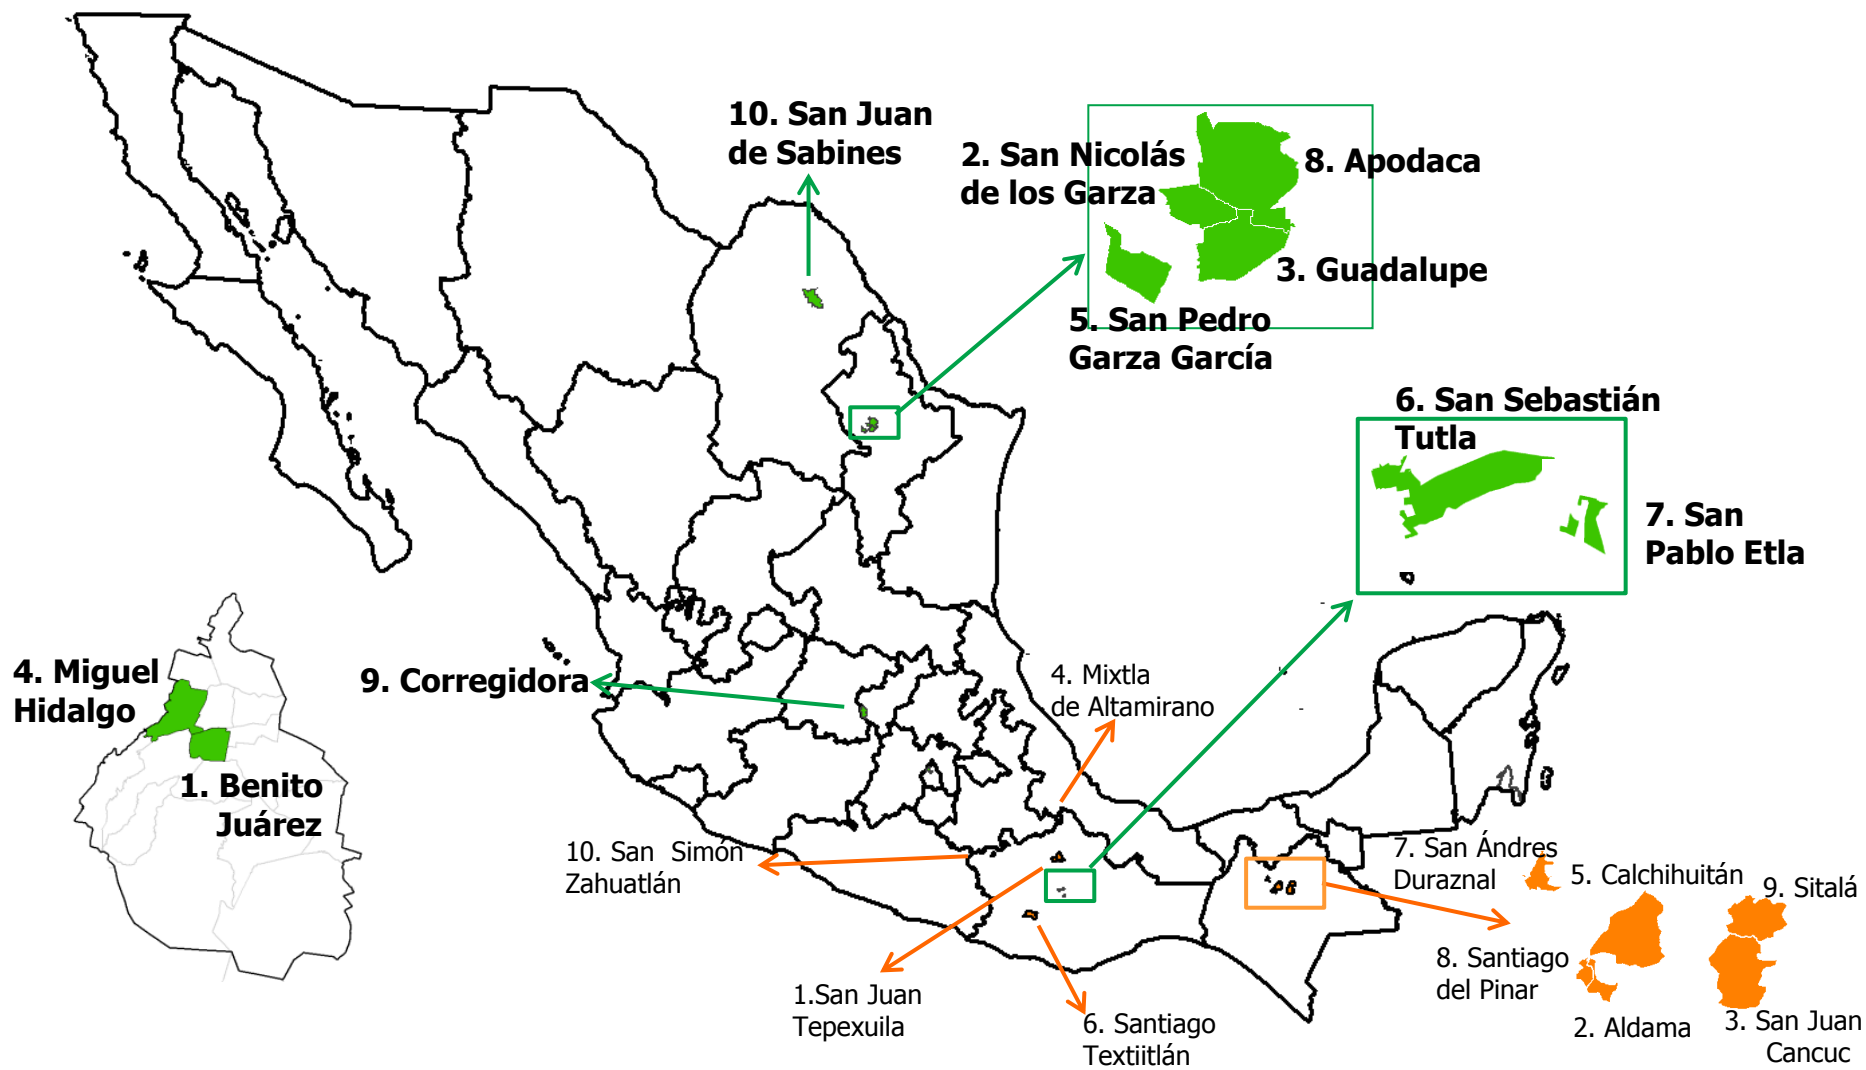 10. San Juan
de Sabines
2. San Nicolás
de los Garza
8. Apodaca
3. Guadalupe
5. San Pedro
Garza García
6. San Sebastián
Tutla
7. San
Pablo Etla
4. Miguel
Hidalgo
1. Benito
Juárez
9. Corregidora
4. Mixtla
de Altamirano
10. San Simón
Zahuatlán
1.San Juan
Tepexuila
6. Santiago
Textiitlán
7. San Ándres
Duraznal
5. Calchihuitán
9. Sitalá
8. Santiago
del Pinar
2. Aldama
3. San Juan
Cancuc